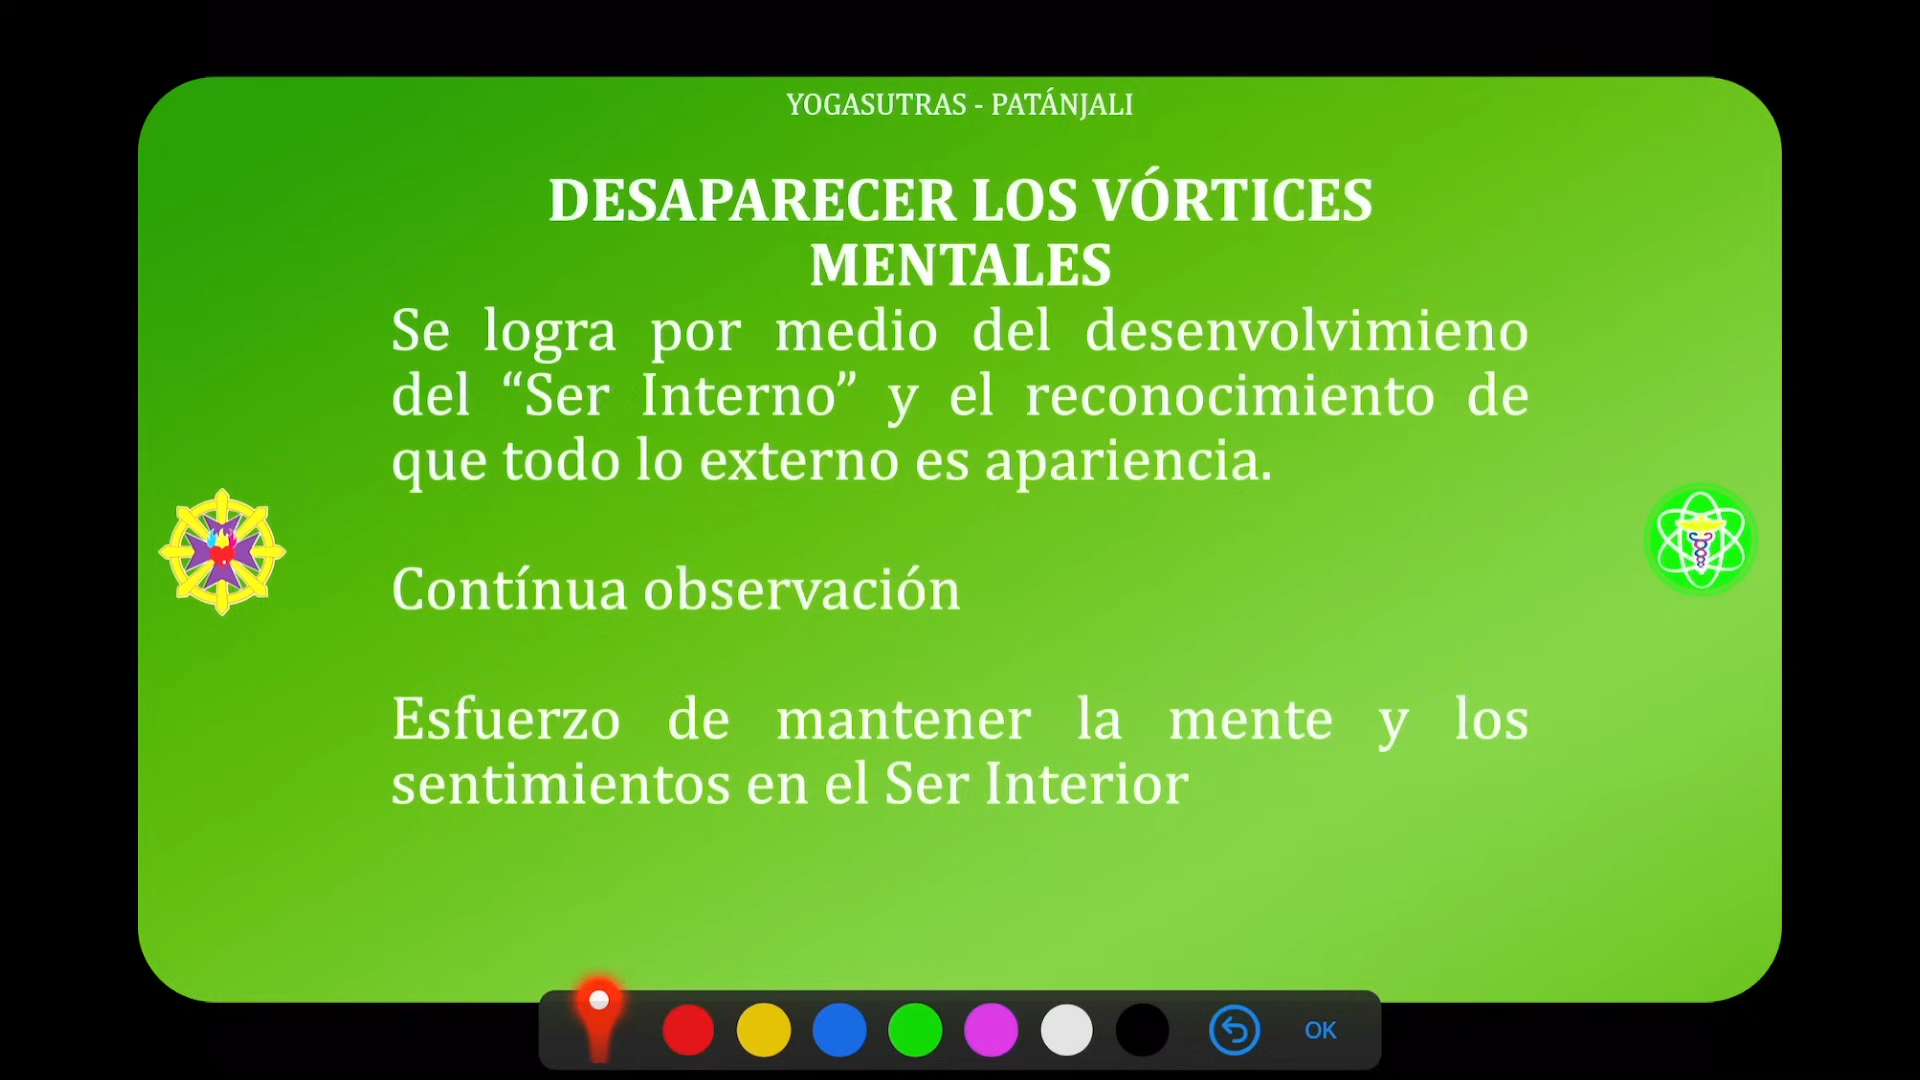 YOGASUTRAS - PATÁNJALI
DESAPARECER LOS VÓRTICES
MENTALES
Se logra por medio del desenvolvimieno
del “Ser Interno” y el reconocimiento de
que todo lo externo es apariencia.
Contínua observación
Esfuerzo de mantener la mente y los
sentimientos en el Ser Interior
OK